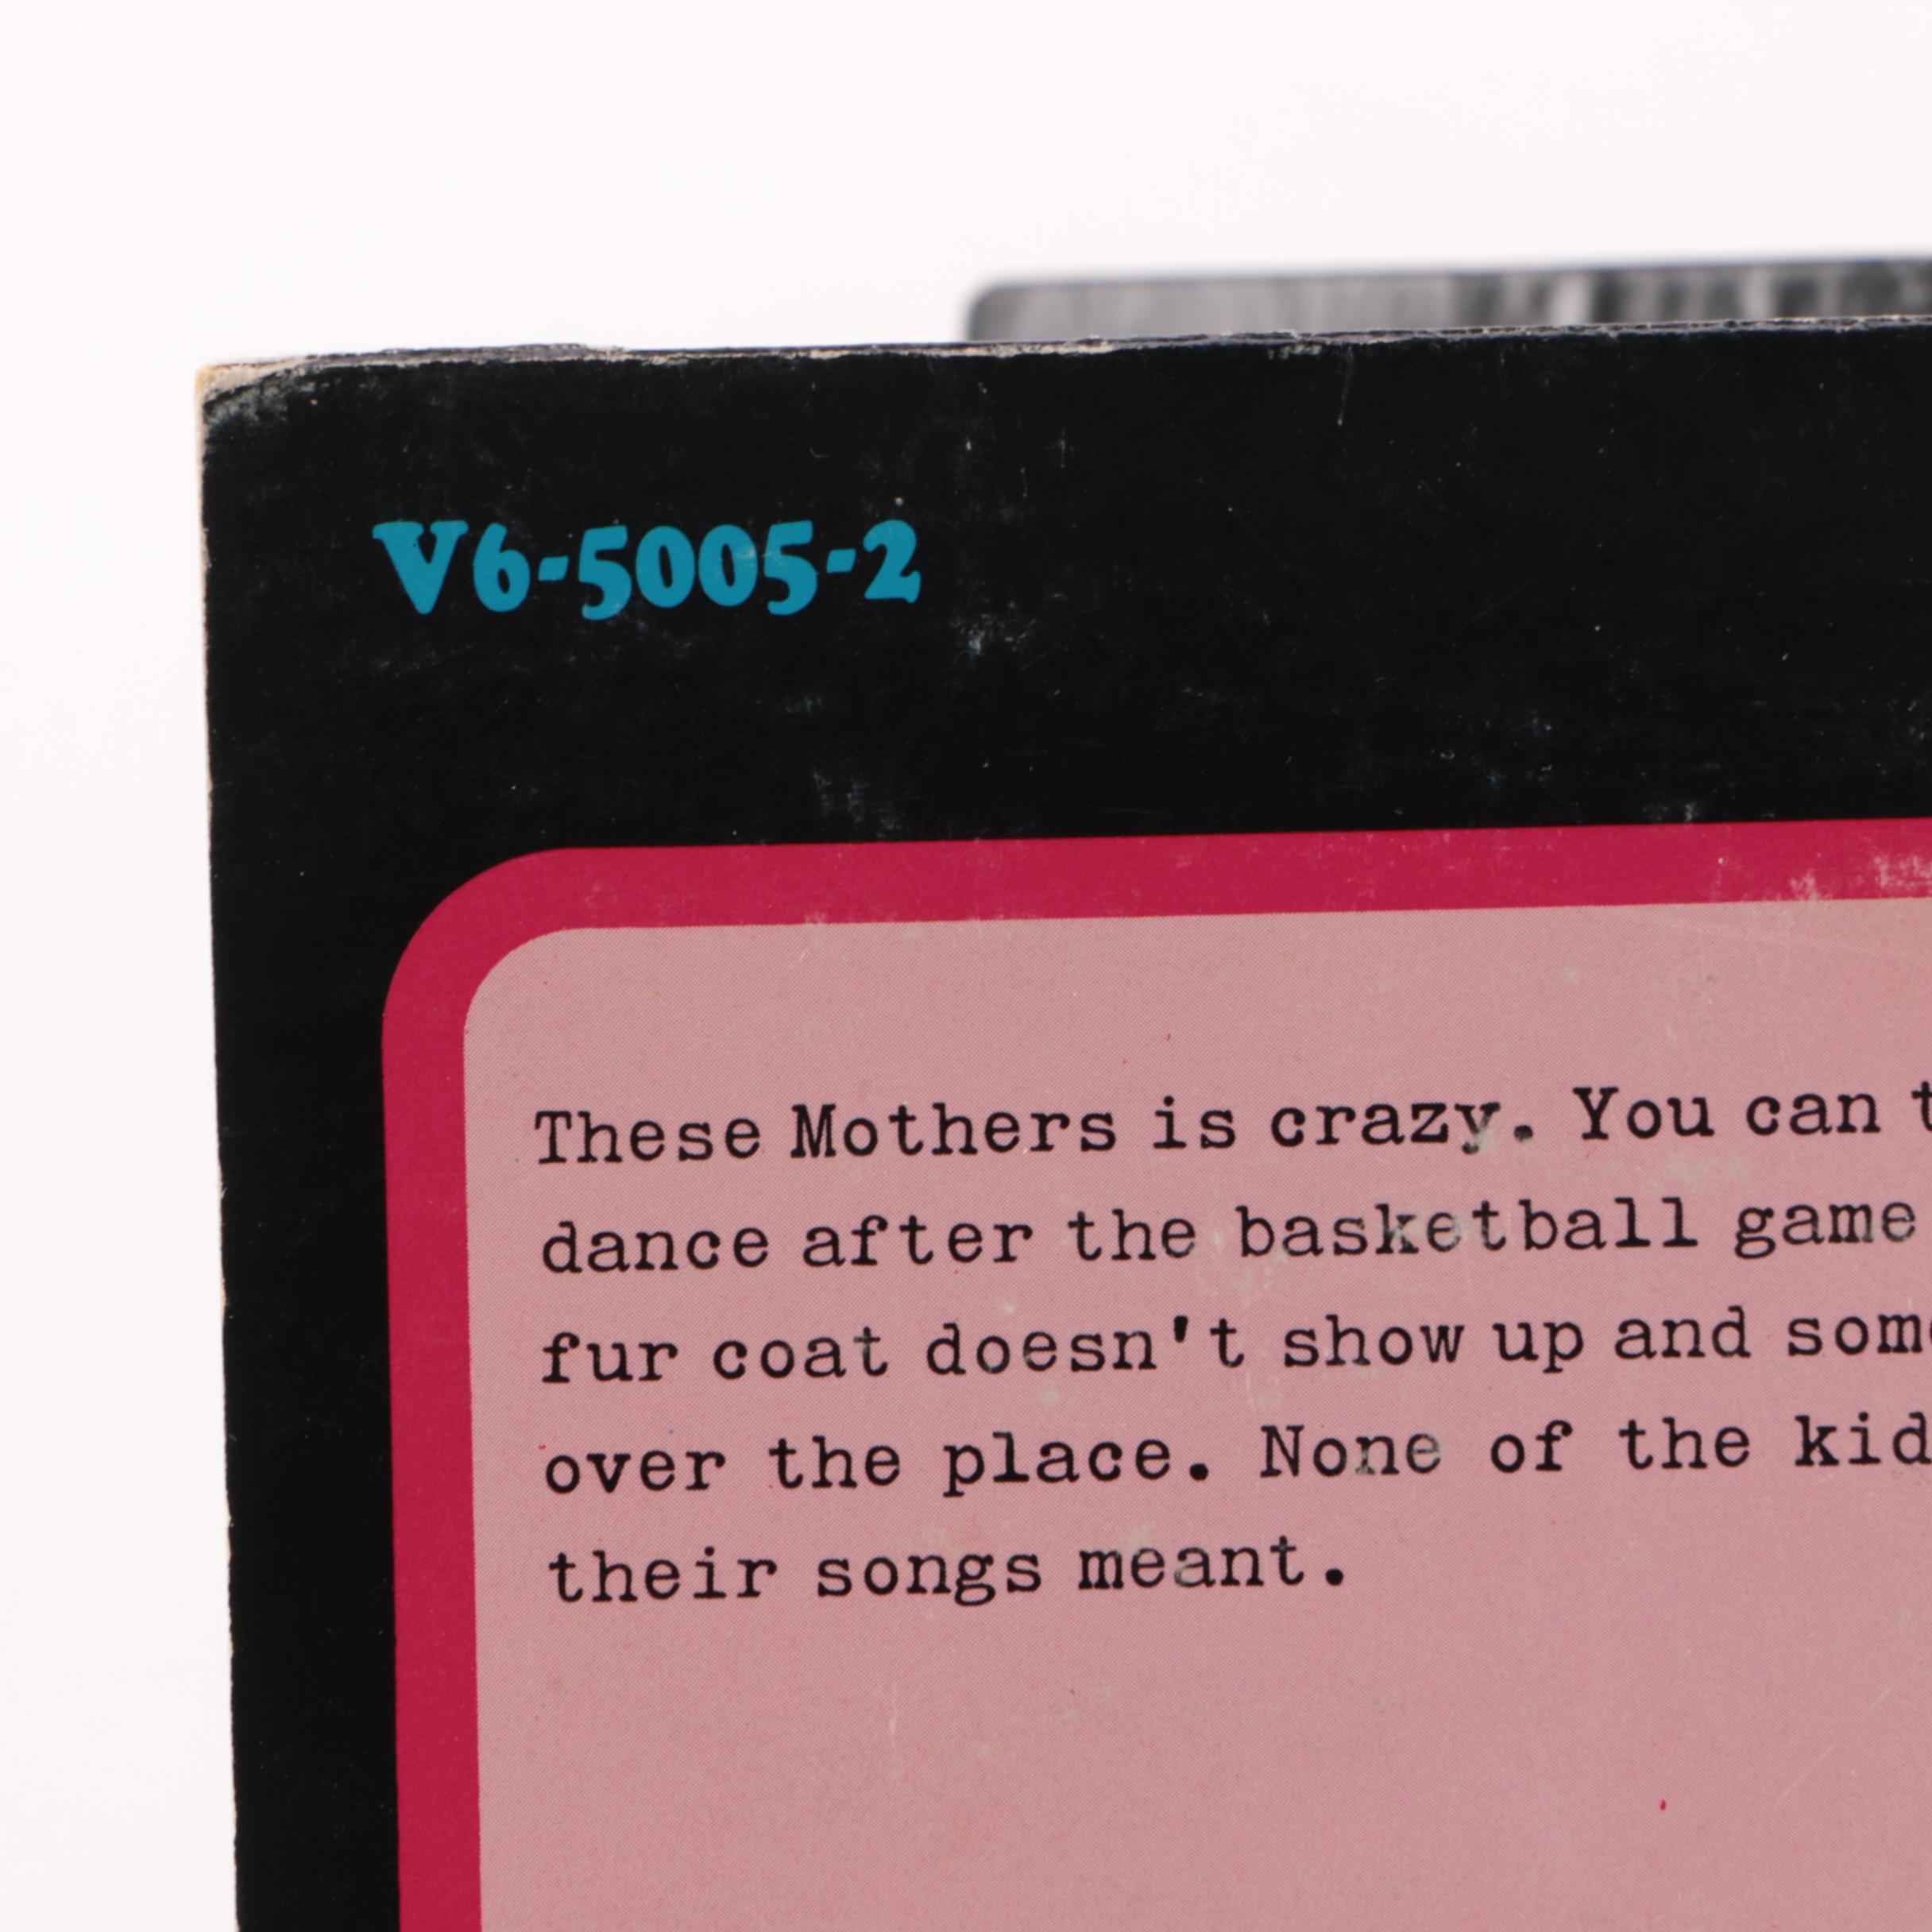 V6-5005-2
These Mothers is crazy. You can
dance after the basketball game
fur coat doesn't show up and
over the place. None of the
their songs meant.